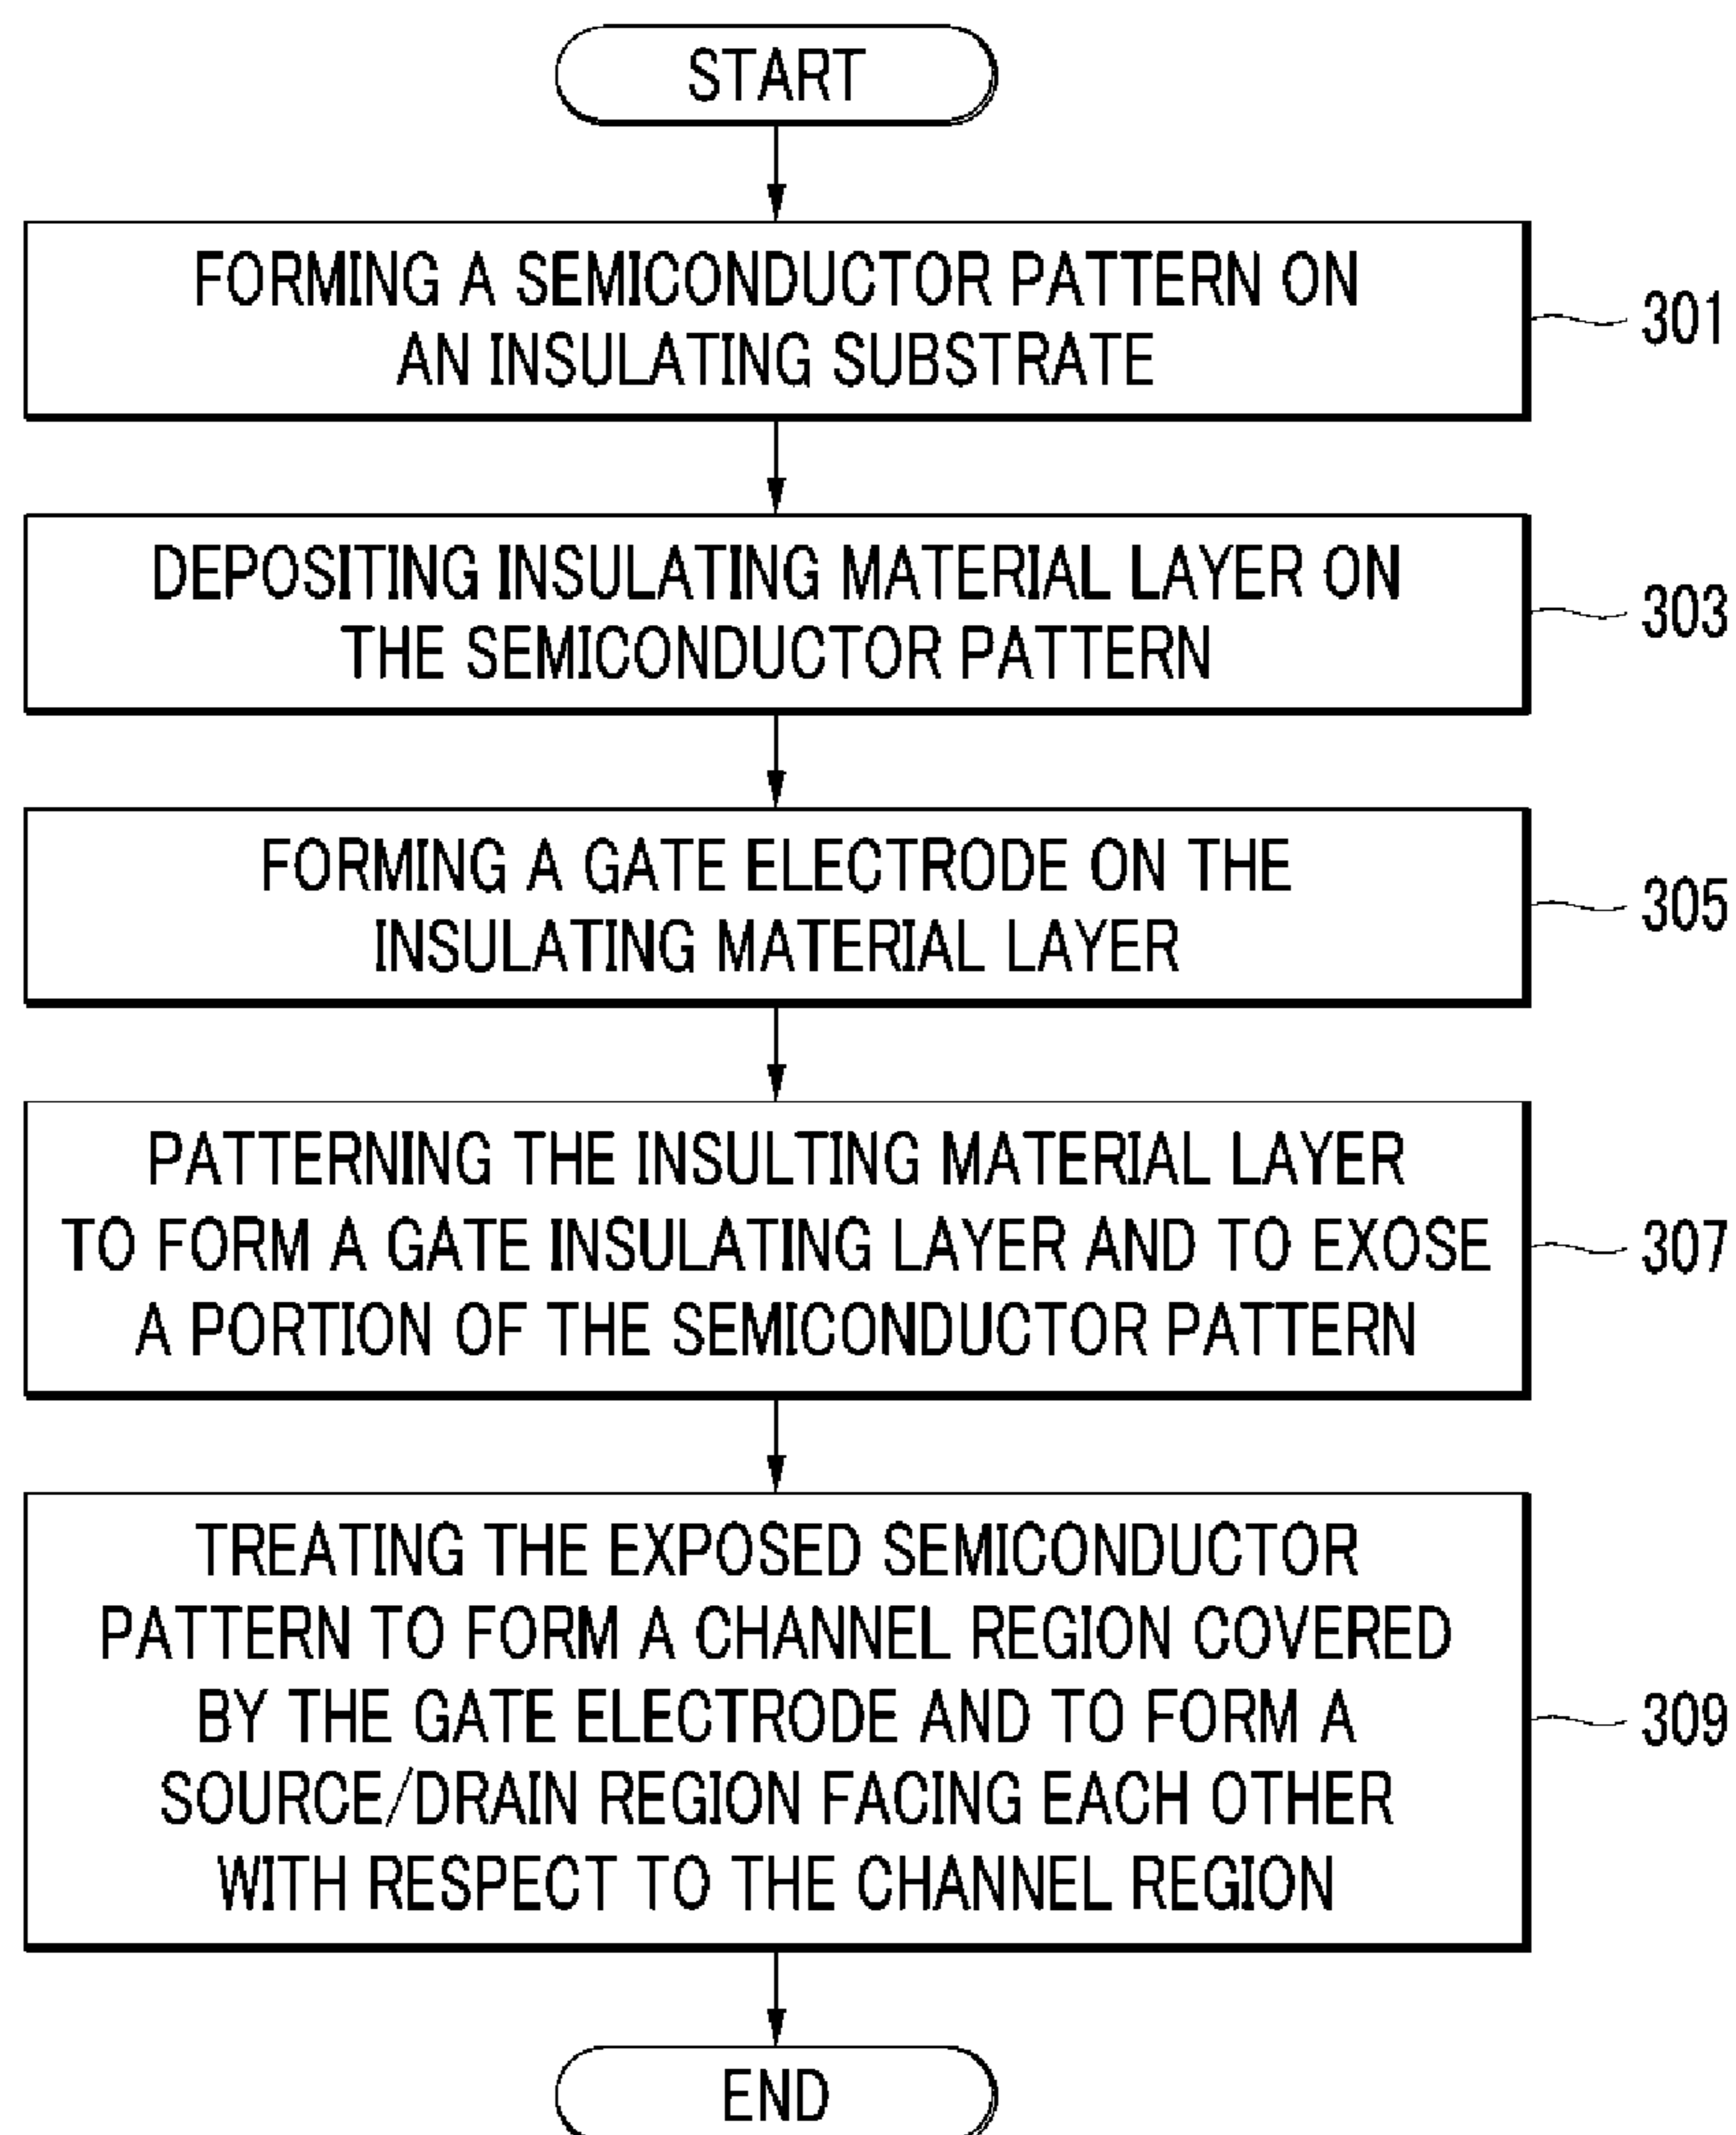 START
FORMING A SEMICONDUCTOR PATTERN ON
AN INSULATING SUBSTRATE
301
DEPOSITING INSULATING MATERIAL LAYER ON
THE SEMICONDUCTOR PATTERN
303
FORMING A GATE ELECTRODE ON THE
INSULATING MATERIAL LAYER
305
PATTERNING THE INSULTING MATERIAL LAYER
TO FORM A GATE INSULATING LAYER AND TO EXOSE
A PORTION OF THE SEMICONDUCTOR PATTERN
307
TREATING THE EXPOSED SEMICONDUCTOR
PATTERN TO FORM A CHANNEL REGION COVERED
BY THE GATE ELECTRODE AND TO FORM A
SOURCE/DRAIN REGION FACING EACH OTHER
WITH RESPECT TO THE CHANNEL REGION
309
END